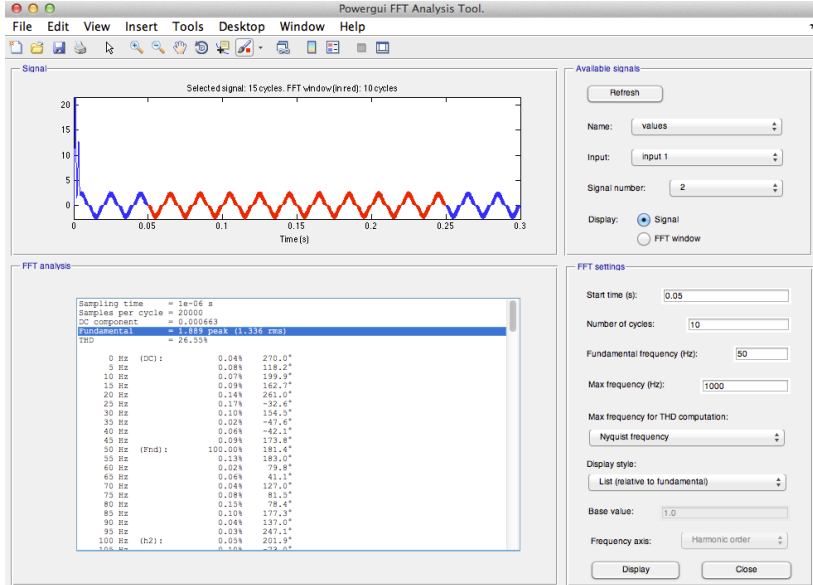 Powergui FFT Analysis Tool.
File Edit View Insert Tools Desktop Window Help
Signal
Selected signal: 15 cycles. FFT window (in red): 10 cycles
20
15
10
5
0
0 0.05 0.1 0.15 0.2 0.25 0.3
Time (s)
Available signals
Refresh
Name: values
Input: input 1
Signal number: 2
Display: Signal
FFT window
FFT analysis
Sampling time = 1e-06 s
Samples per cycle = 20000
DC component = 0.000663
Fundamental = 1.889 peak (1.336 rms)
THD = 26.55%
0 Hz (DC): 0.04% 270.0°
5 Hz 0.08% 118.2°
10 Hz 0.07% 199.9°
15 Hz 0.09% 162.7°
20 Hz 0.14% 261.0°
25 Hz 0.17% -32.6°
30 Hz 0.10% 154.5°
35 Hz 0.02% -47.6°
40 Hz 0.06% -42.1°
45 Hz 0.09% 173.8°
50 Hz (Fnd): 100.00% 181.4°
55 Hz 0.13% 183.0°
60 Hz 0.02% 79.8°
65 Hz 0.06% 41.1°
70 Hz 0.04% 127.0°
75 Hz 0.08% 81.5°
80 Hz 0.15% 78.4°
85 Hz 0.10% 177.3°
90 Hz 0.04% 137.0°
95 Hz 0.03% 247.1°
100 Hz (h2): 0.05% 201.9°
105 Hz 0.10% -73.0°
FFT settings
Start time (s): 0.05
Number of cycles: 10
Fundamental frequency (Hz): 50
Max frequency (Hz): 1000
Max frequency for THD computation:
Nyquist frequency
Display style:
List (relative to fundamental)
Base value: 1.0
Frequency axis: Harmonic order
Display Close